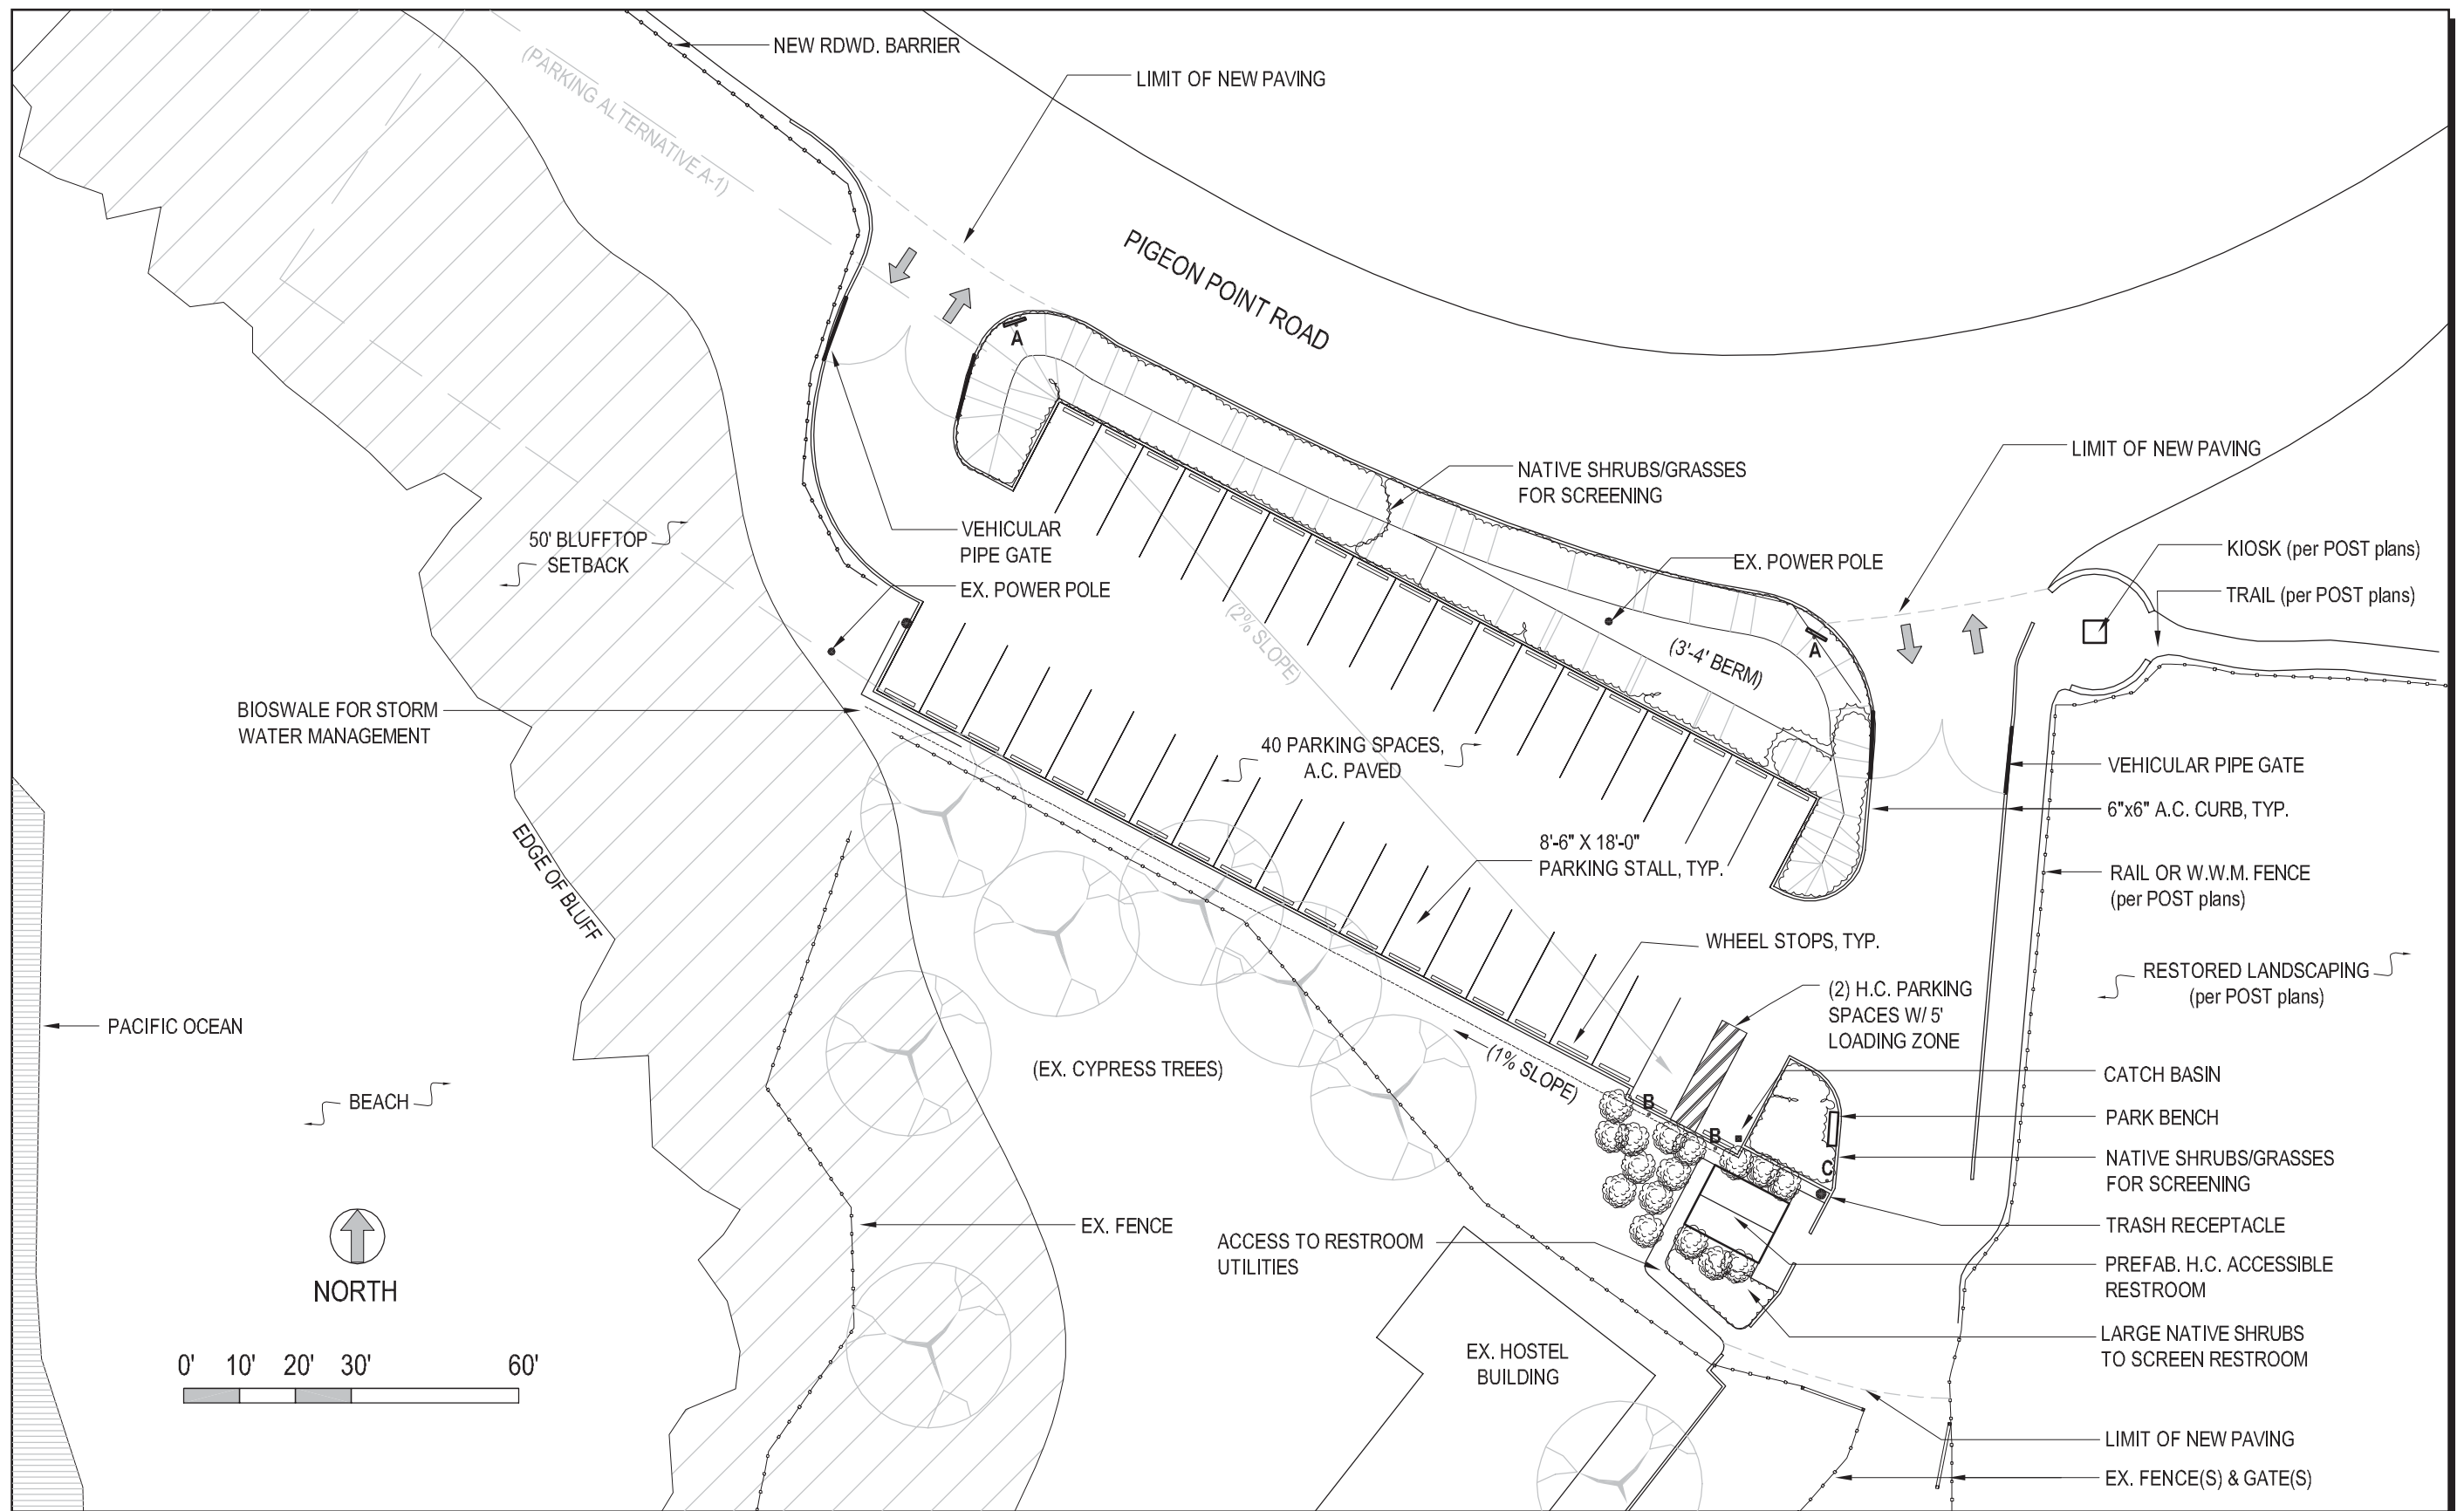 NEW RDWD. BARRIER
LIMIT OF NEW PAVING
(PARKING ALTERNATIVE A-1)
PIGEON POINT ROAD
A
LIMIT OF NEW PAVING
NATIVE SHRUBS/GRASSES
FOR SCREENING
VEHICULAR
PIPE GATE
50' BLUFFTOP
SETBACK
EX. POWER POLE
EX. POWER POLE
KIOSK (per POST plans)
TRAIL (per POST plans)
(2% SLOPE)
(3'-4' BERM)
A
BIOSWALE FOR STORM
WATER MANAGEMENT
40 PARKING SPACES,
A.C. PAVED
VEHICULAR PIPE GATE
6"x6" A.C. CURB, TYP.
8'-6" X 18'-0"
PARKING STALL, TYP.
EDGE OF BLUFF
RAIL OR W.W.M. FENCE
(per POST plans)
WHEEL STOPS, TYP.
RESTORED LANDSCAPING
(per POST plans)
(2) H.C. PARKING
SPACES W/ 5'
LOADING ZONE
PACIFIC OCEAN
(EX. CYPRESS TREES)
(1% SLOPE)
CATCH BASIN
BEACH
B
PARK BENCH
B
NATIVE SHRUBS/GRASSES
FOR SCREENING
C
EX. FENCE
TRASH RECEPTACLE
ACCESS TO RESTROOM
UTILITIES
PREFAB. H.C. ACCESSIBLE
RESTROOM
NORTH
LARGE NATIVE SHRUBS
TO SCREEN RESTROOM
0' 10' 20' 30' 60'
EX. HOSTEL
BUILDING
LIMIT OF NEW PAVING
EX. FENCE(S) & GATE(S)